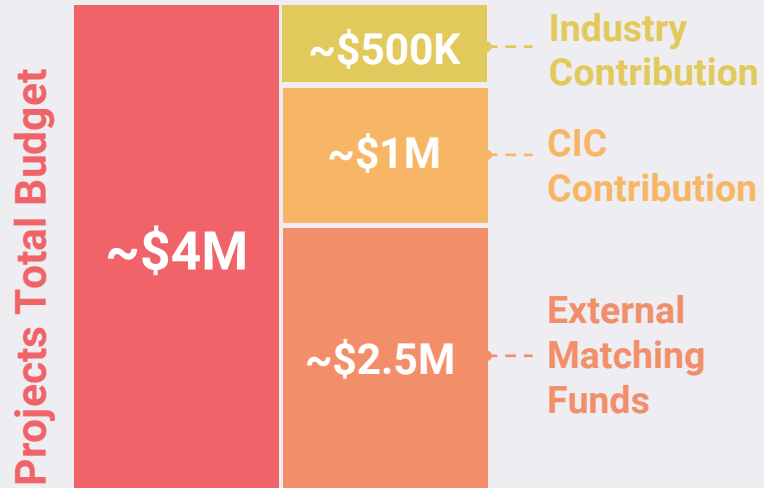 Projects Total Budget
~$4M
~$500K
Industry
Contribution
~$1M
CIC
Contribution
~$2.5M
External
Matching
Funds